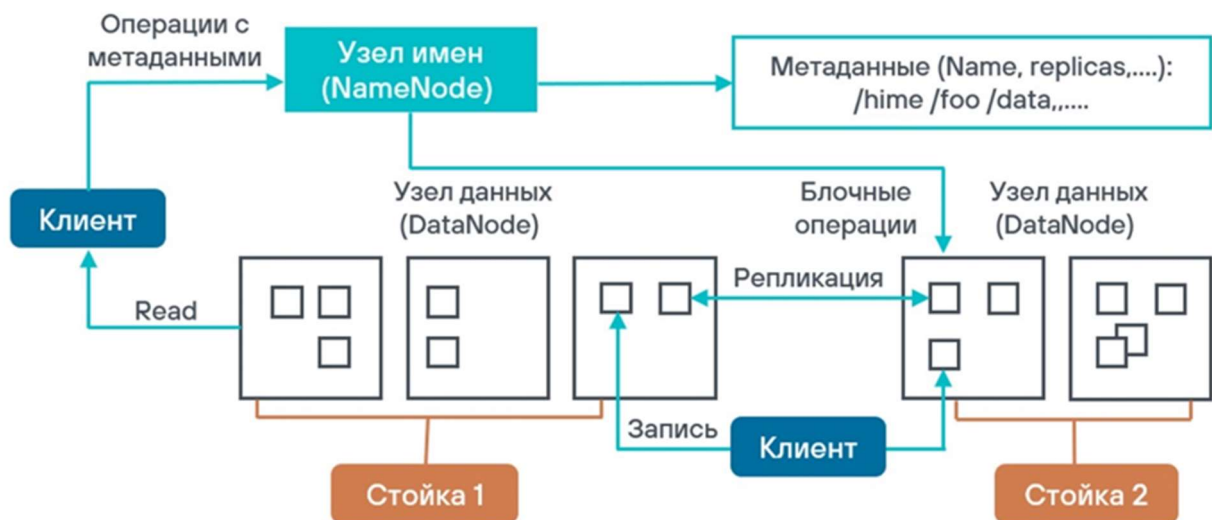 Операции с
метаданными
Узел имен
(NameNode)
Метаданные (Name, replicas,....):
/hime /foo /data,,....
Клиент
Узел данных
(DataNode)
Блочные
операции
Узел данных
(DataNode)
Read
Репликация
Запись
Клиент
Стойка 1
Стойка 2